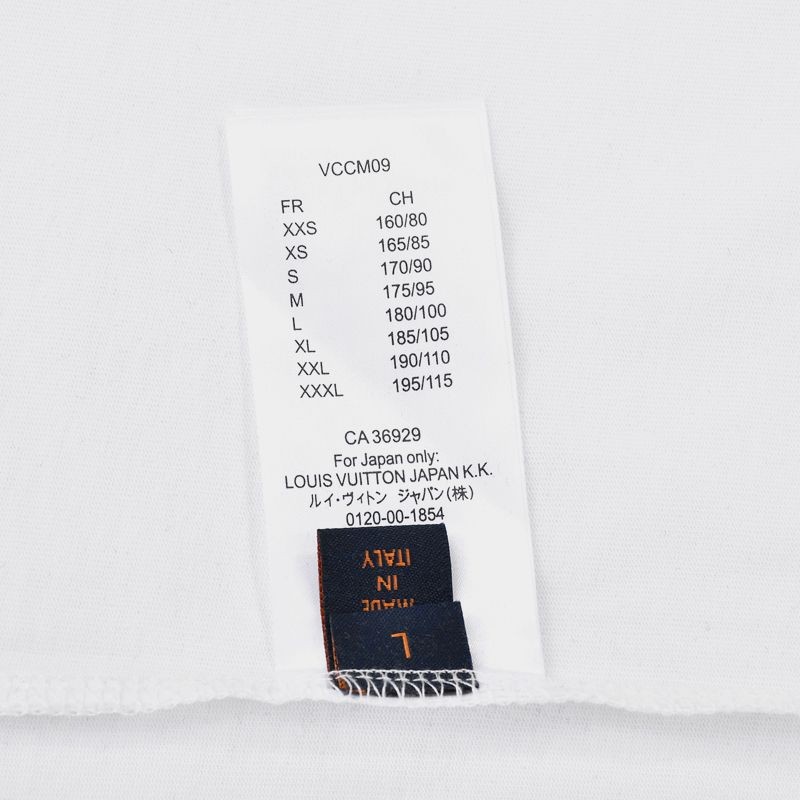 VCCM09
FR CH
XXS 160/80
XS 165/85
S 170/90
M 175/95
L 180/100
XL 185/105
XXL 190/110
XXXL 195/115
CA 36929
For Japan only:
LOUIS VUITTON JAPAN K.K.
ルイ・ヴィトン ジャパン(株)
0120-00-1854
MADE
IN
ITALY
L